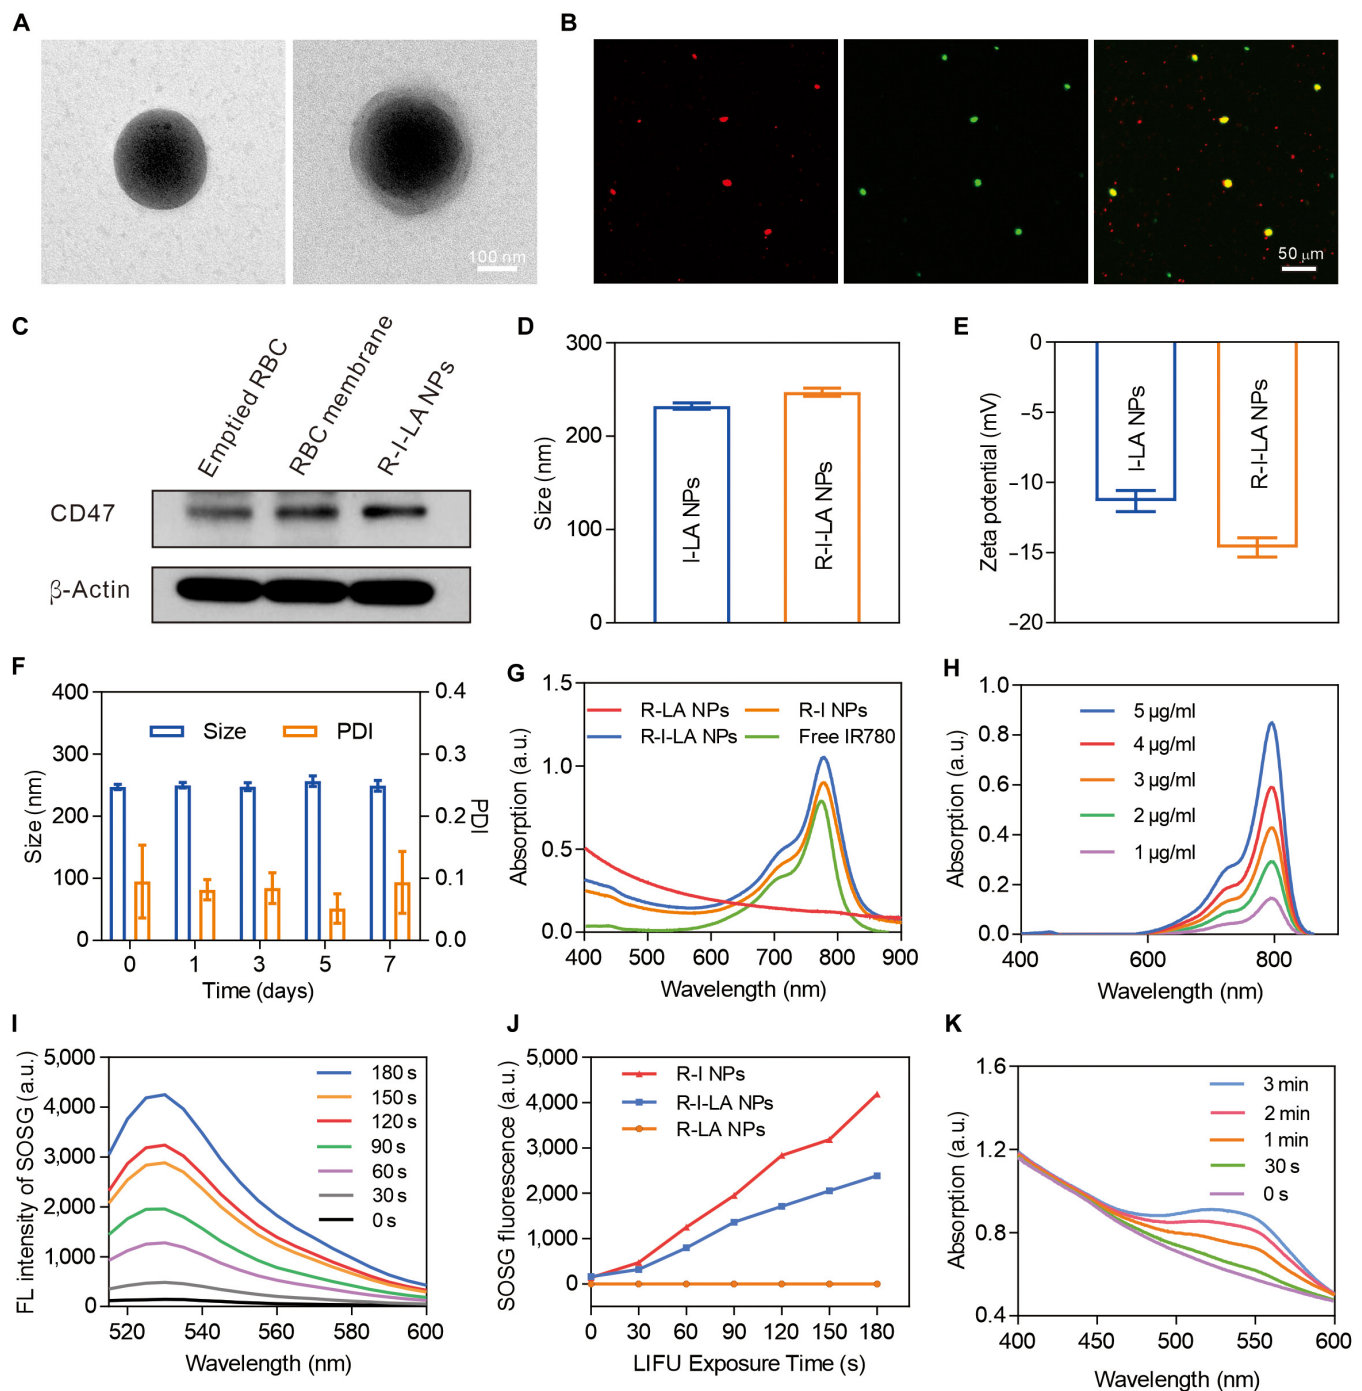 A
100 nm
B
50 μm
C
Emptied RBC
RBC membrane
R-I-LA NPs
CD47
β-Actin
D
300
200
100
0
Size (nm)
I-LA NPs
R-I-LA NPs
E
0
−5
−10
−15
−20
Zeta potential (mV)
I-LA NPs
R-I-LA NPs
F
400
300
200
100
0
Size (nm)
0.4
0.3
0.2
0.1
0.0
PDI
Size
PDI
0 1 3 5 7
Time (days)
G
1.5
1.0
0.5
0.0
Absorption (a.u.)
R-LA NPs
R-I NPs
R-I-LA NPs
Free IR780
400 500 600 700 800 900
Wavelength (nm)
H
1.0
0.8
0.6
0.4
0.2
0.0
Absorption (a.u.)
5 µg/ml
4 µg/ml
3 µg/ml
2 µg/ml
1 µg/ml
400 600 800
Wavelength (nm)
I
5,000
4,000
3,000
2,000
1,000
0
FL intensity of SOSG (a.u.)
180 s
150 s
120 s
90 s
60 s
30 s
0 s
520 540 560 580 600
Wavelength (nm)
J
5,000
4,000
3,000
2,000
1,000
0
SOSG fluorescence (a.u.)
R-I NPs
R-I-LA NPs
R-LA NPs
0 30 60 90 120 150 180
LIFU Exposure Time (s)
K
1.6
1.2
0.8
0.4
Absorption (a.u.)
3 min
2 min
1 min
30 s
0 s
400 450 500 550 600
Wavelength (nm)